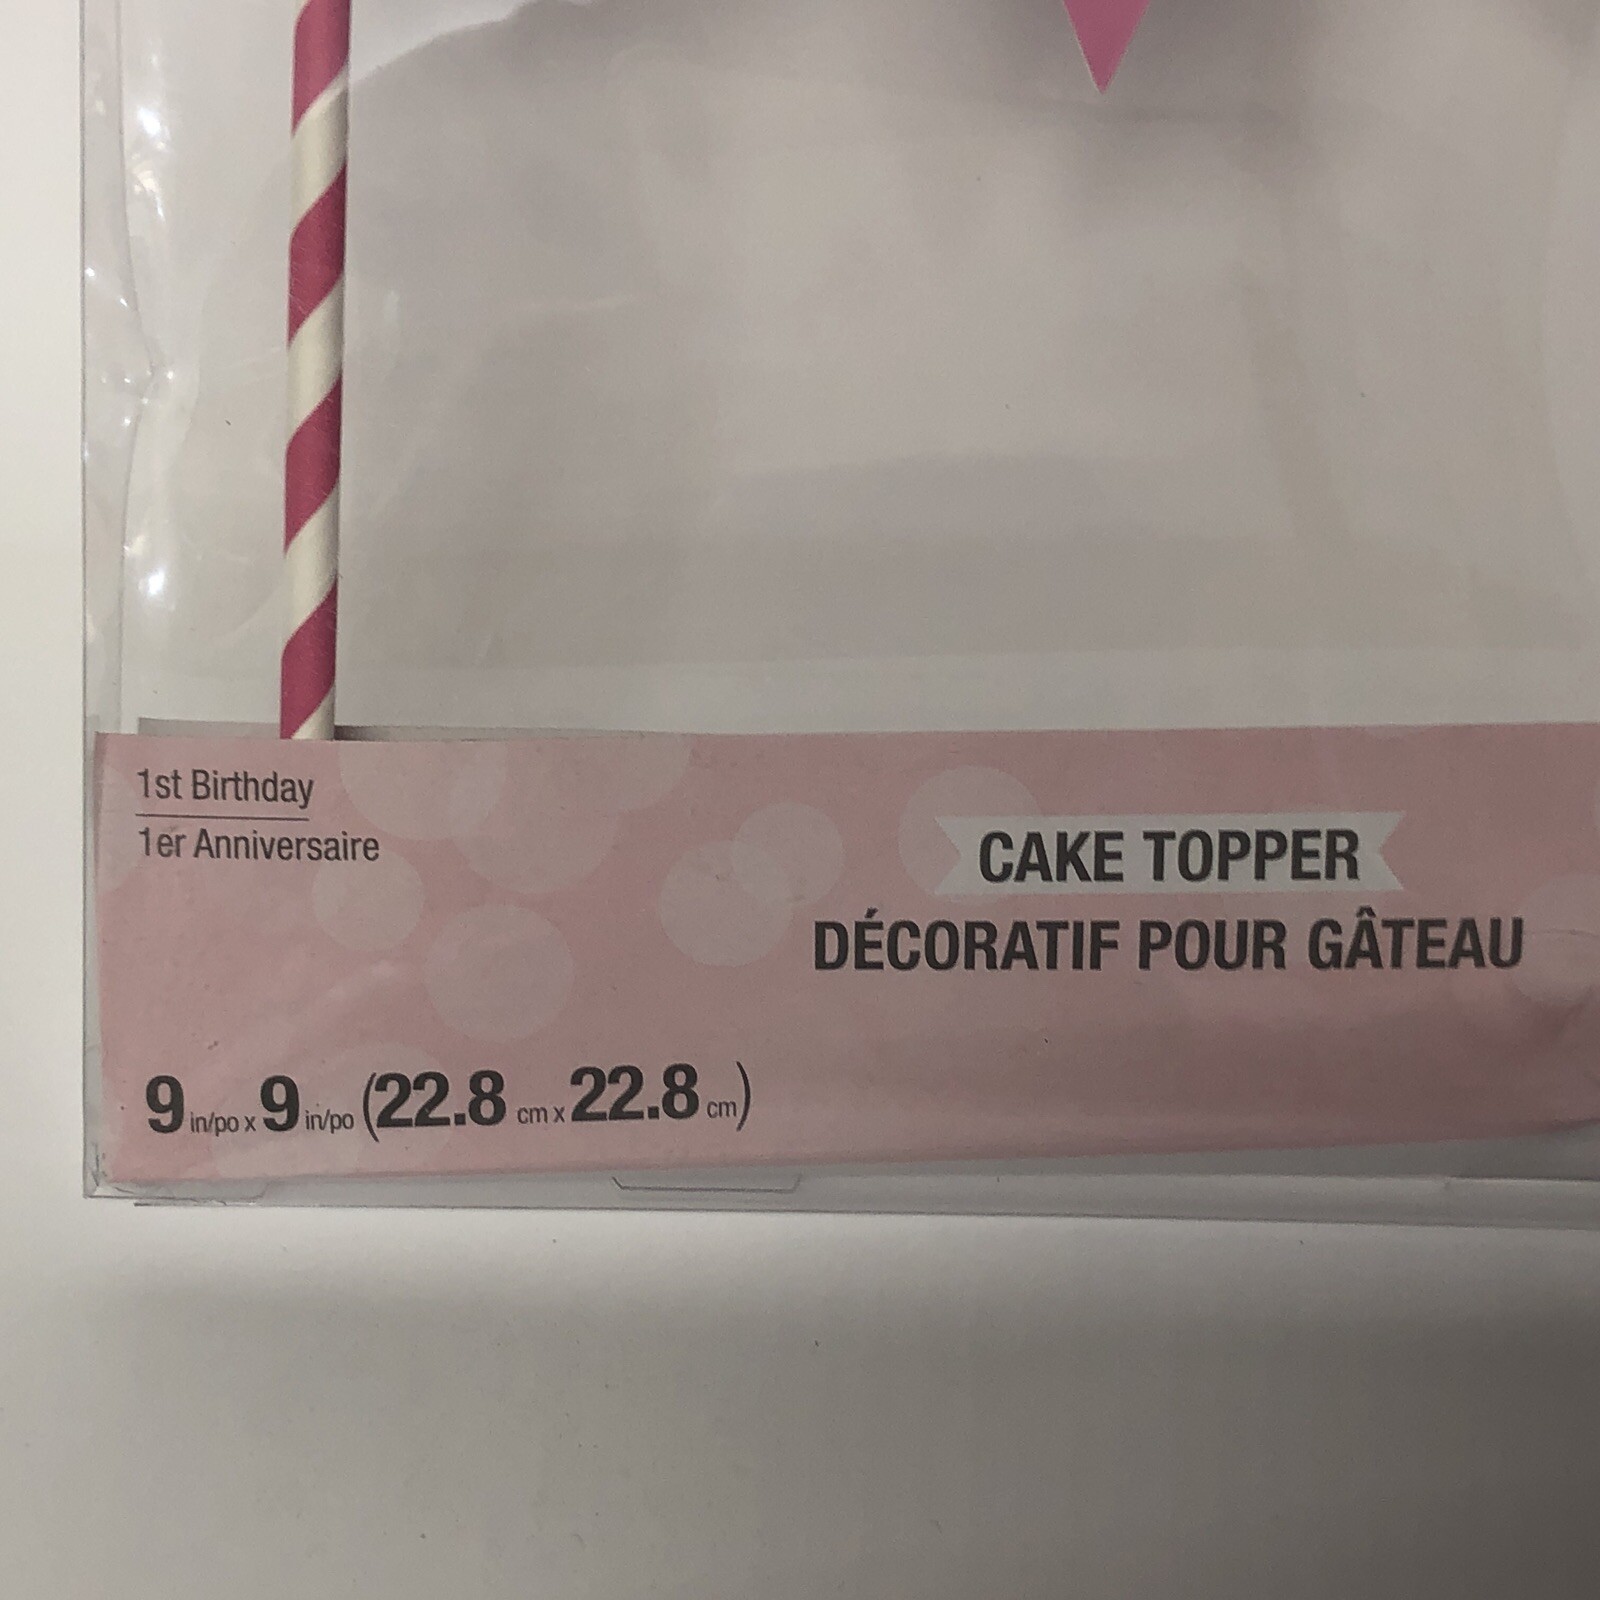 1st Birthday
1er Anniversaire
CAKE TOPPER
DÉCORATIF POUR GÂTEAU
9 in/po x 9 in/po (22.8 cm x 22.8 cm)